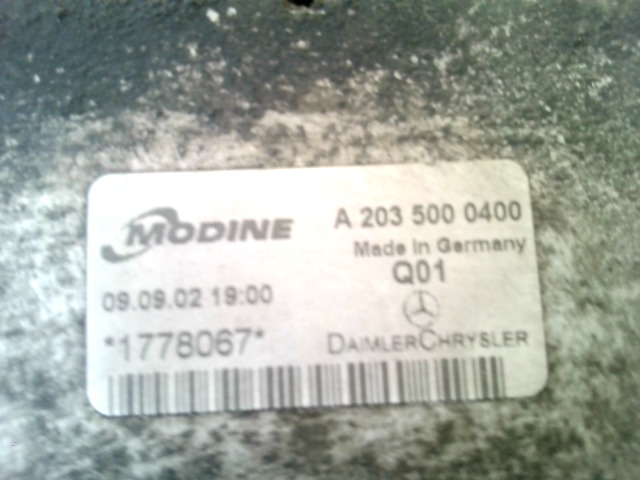 MODINE
A 203 500 0400
Made in Germany
Q01
09.09.02 19:00
*1778067*
DAIMLERCHRYSLER